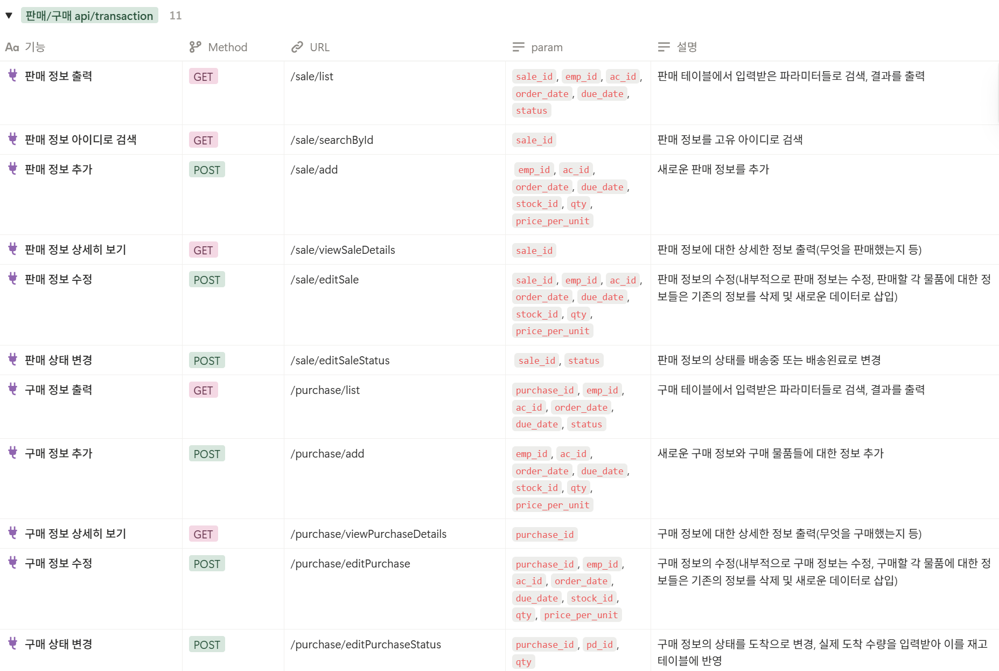 판매/구매 api/transaction 11
Aa 기능 Method URL param 설명
판매 정보 출력 GET /sale/list sale_id, emp_id, ac_id, 판매 테이블에서 입력받은 파라미터들로 검색, 결과를 출력
order_date, due_date,
status
판매 정보 아이디로 검색 GET /sale/searchById sale_id 판매 정보를 고유 아이디로 검색
판매 정보 추가 POST /sale/add emp_id, ac_id, 새로운 판매 정보를 추가
order_date, due_date,
stock_id, qty,
price_per_unit
판매 정보 상세히 보기 GET /sale/viewSaleDetails sale_id 판매 정보에 대한 상세한 정보 출력(무엇을 판매했는지 등)
판매 정보 수정 POST /sale/editSale sale_id, emp_id, ac_id, 판매 정보의 수정(내부적으로 판매 정보는 수정, 판매할 각 물품에 대한 정
order_date, due_date, 보들은 기존의 정보를 삭제 및 새로운 데이터로 삽입)
stock_id, qty,
price_per_unit
판매 상태 변경 POST /sale/editSaleStatus sale_id, status 판매 정보의 상태를 배송중 또는 배송왼료로 변경
구매 정보 출력 GET /purchase/list purchase_id, emp_id, 구매 테이블에서 입력받은 파라미터들로 검색, 결과를 출력
ac_id, order_date,
due_date, status
구매 정보 추가 POST /purchase/add emp_id, ac_id, 새로운 구매 정보와 구매 물품들에 대한 정보 추가
order_date, due_date,
stock_id, qty,
price_per_unit
구매 정보 상세히 보기 GET /purchase/viewPurchaseDetails purchase_id 구매 정보에 대한 상세한 정보 출력(무엇을 구매했는지 등)
구매 정보 수정 POST /purchase/editPurchase purchase_id, emp_id, 구매 정보의 수정(내부적으로 구매 정보는 수정, 구매할 각 물품에 대한 정
ac_id, order_date, 보들은 기존의 정보를 삭제 및 새로운 데이터로 삽입)
due_date, stock_id,
qty, price_per_unit
구매 상태 변경 POST /purchase/editPurchaseStatus purchase_id, pd_id, 구매 정보의 상태를 도착으로 변경, 실제 도착 수량을 입력받아 이를 재고
qty 테이블에 반영